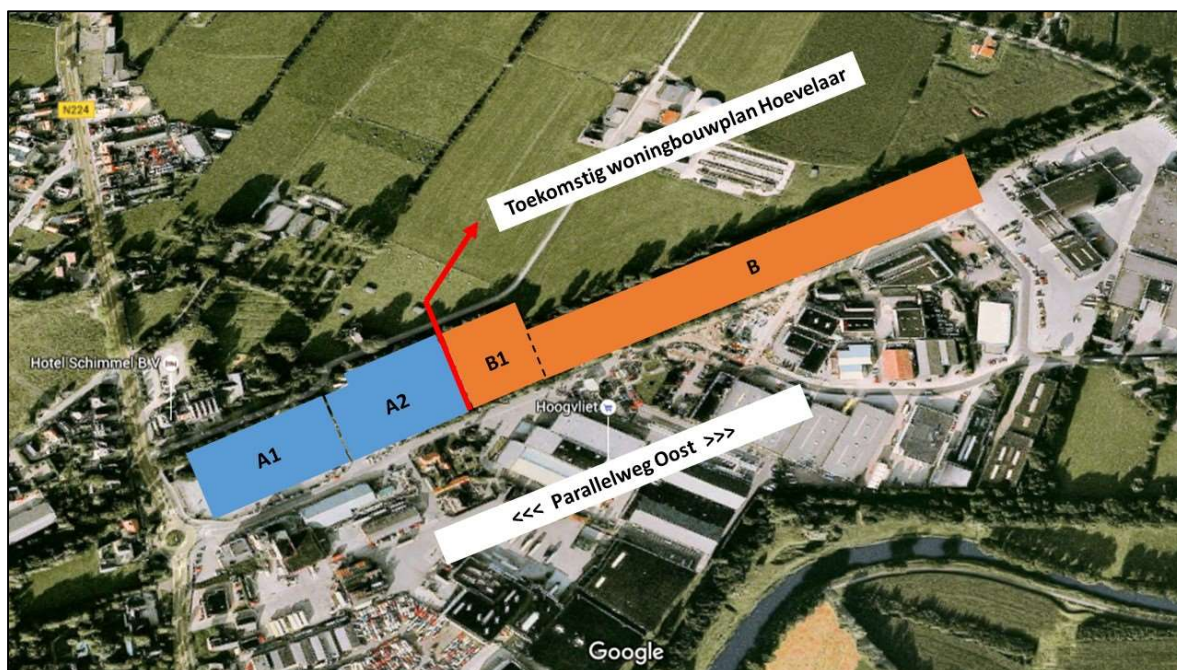 N224
Toekomstig woningbouwplan Hoevelaar
B
B1
A2
A1
Hotel Schimmel B.V
Hoogvliet
<<< Parallelweg Oost >>>
Google